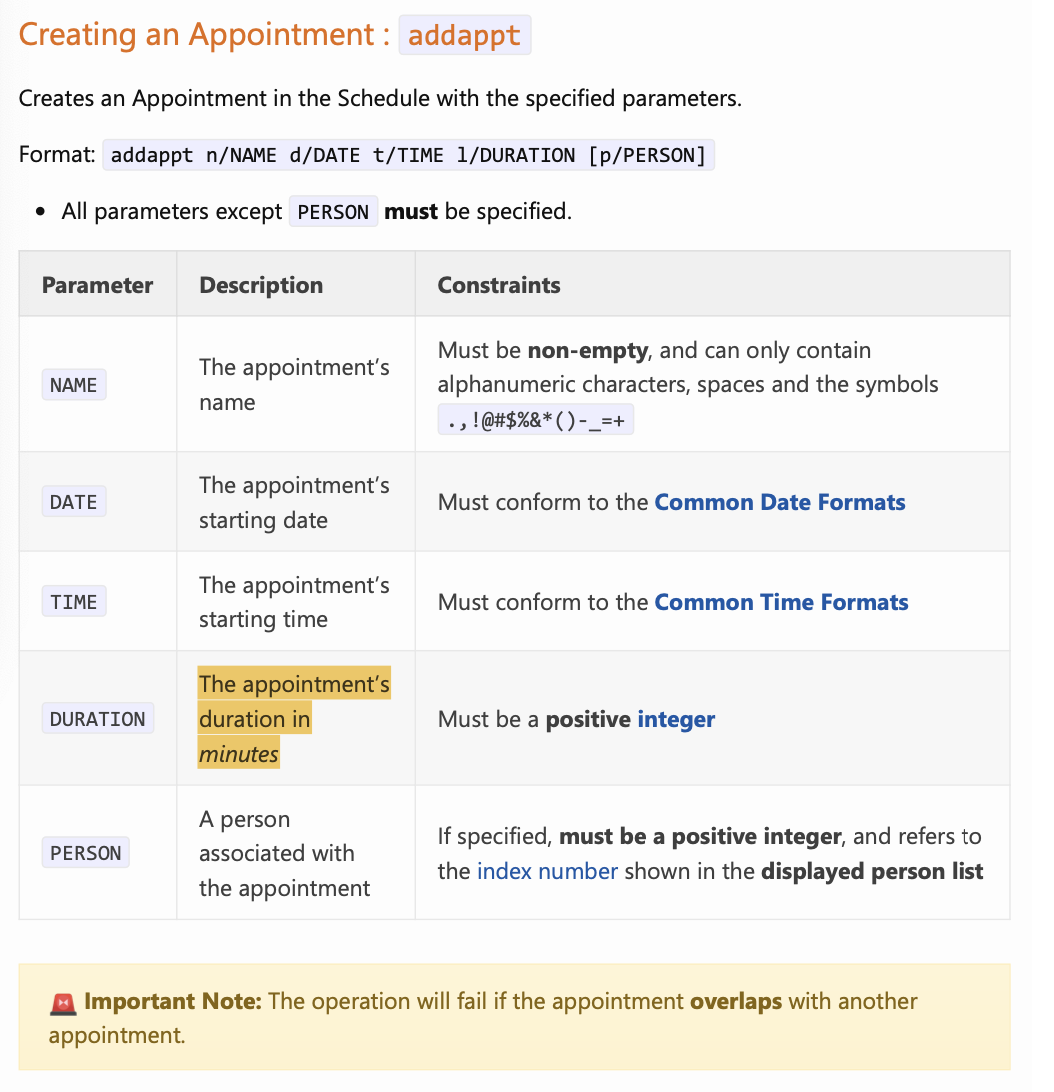 Creating an Appointment : addappt
Creates an Appointment in the Schedule with the specified parameters.
Format: addappt n/NAME d/DATE t/TIME l/DURATION [p/PERSON]
• All parameters except PERSON must be specified.
Parameter Description Constraints
NAME
The appointment’s
name
Must be non-empty, and can only contain
alphanumeric characters, spaces and the symbols
.,!@#$%&*()-_=+
DATE
The appointment’s
starting date
Must conform to the Common Date Formats
TIME
The appointment’s
starting time
Must conform to the Common Time Formats
DURATION
The appointment’s
duration in
minutes
Must be a positive integer
PERSON
A person
associated with
the appointment
If specified, must be a positive integer, and refers to
the index number shown in the displayed person list
🚨 Important Note: The operation will fail if the appointment overlaps with another
appointment.